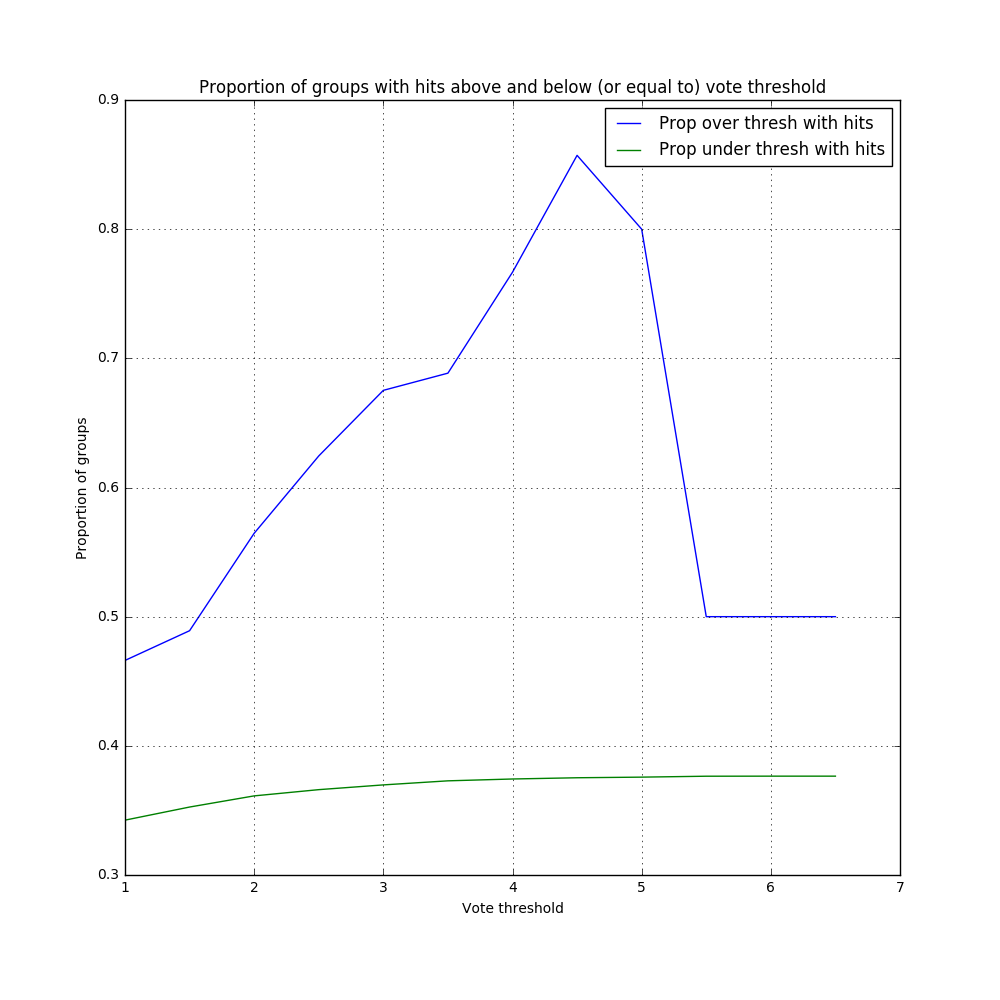 Proportion of groups with hits above and below (or equal to) vote threshold
0.9
Prop over thresh with hits
Prop under thresh with hits
0.8
0.7
0.6
0.5
0.4
0.3
Proportion of groups
1 2 3 4 5 6 7
Vote threshold